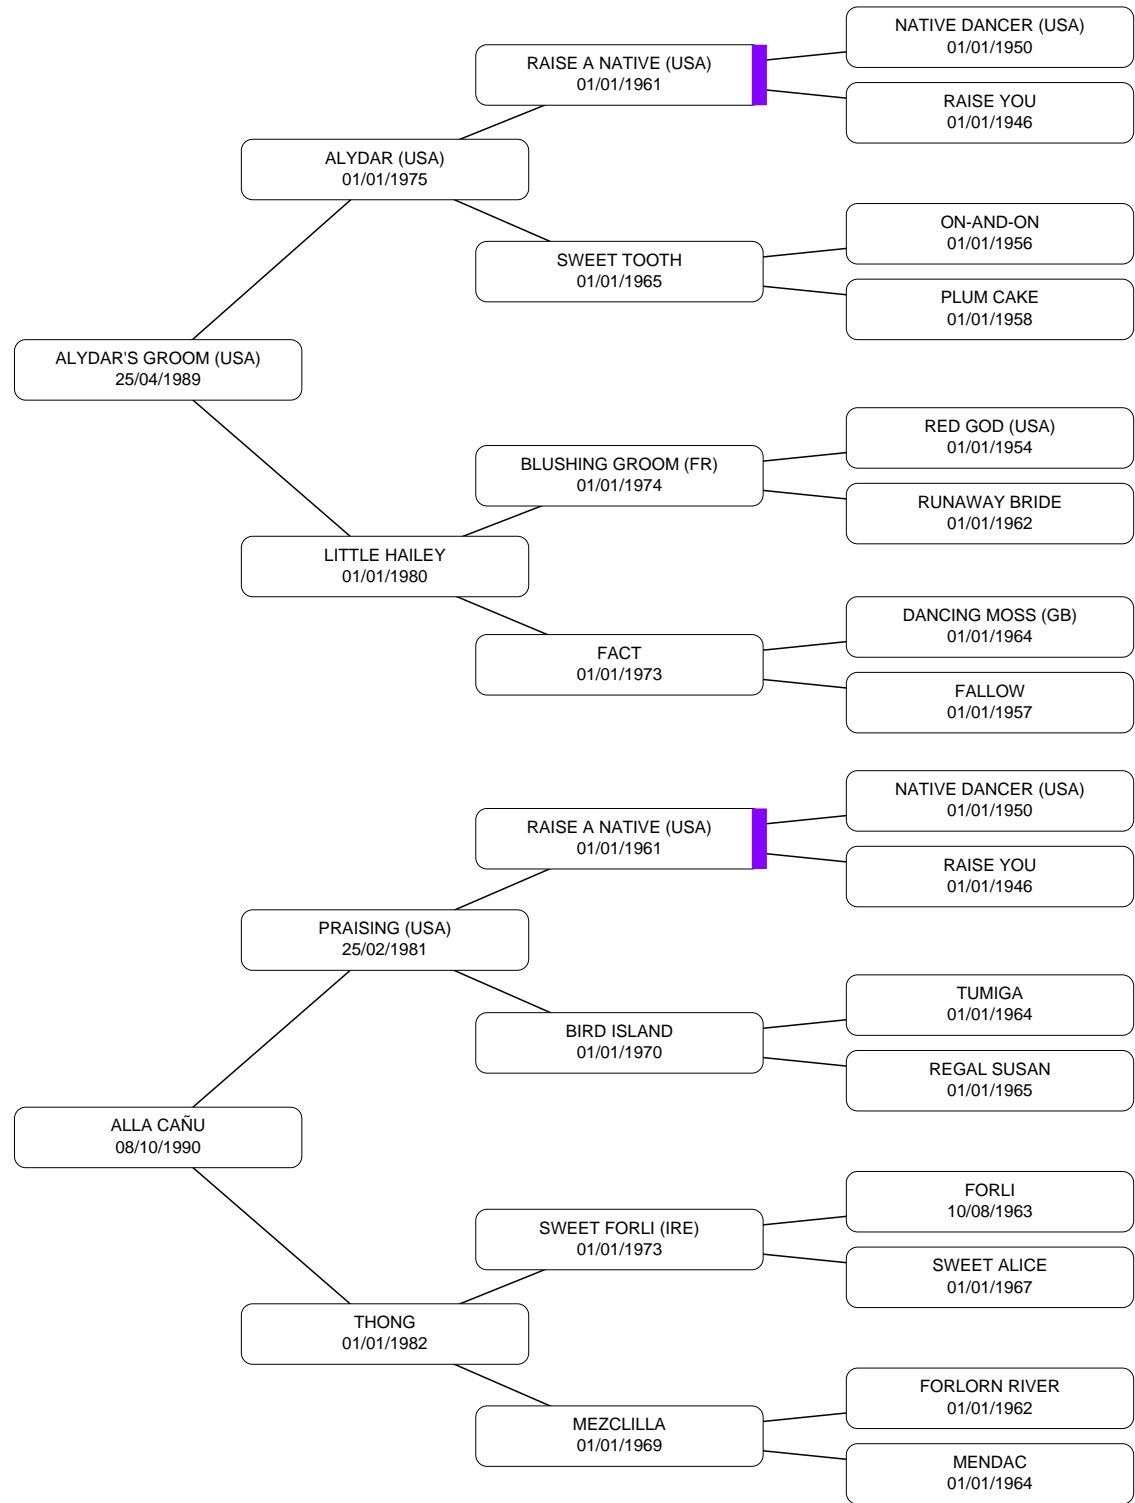 NATIVE DANCER (USA)
01/01/1950
RAISE A NATIVE (USA)
01/01/1961
RAISE YOU
01/01/1946
ALYDAR (USA)
01/01/1975
ON-AND-ON
01/01/1956
SWEET TOOTH
01/01/1965
PLUM CAKE
01/01/1958
ALYDAR'S GROOM (USA)
25/04/1989
RED GOD (USA)
01/01/1954
BLUSHING GROOM (FR)
01/01/1974
RUNAWAY BRIDE
01/01/1962
LITTLE HAILEY
01/01/1980
DANCING MOSS (GB)
01/01/1964
FACT
01/01/1973
FALLOW
01/01/1957
NATIVE DANCER (USA)
01/01/1950
RAISE A NATIVE (USA)
01/01/1961
RAISE YOU
01/01/1946
PRAISING (USA)
25/02/1981
TUMIGA
01/01/1964
BIRD ISLAND
01/01/1970
REGAL SUSAN
01/01/1965
ALLA CAÑU
08/10/1990
FORLI
10/08/1963
SWEET FORLI (IRE)
01/01/1973
SWEET ALICE
01/01/1967
THONG
01/01/1982
FORLORN RIVER
01/01/1962
MEZCLILLA
01/01/1969
MENDAC
01/01/1964